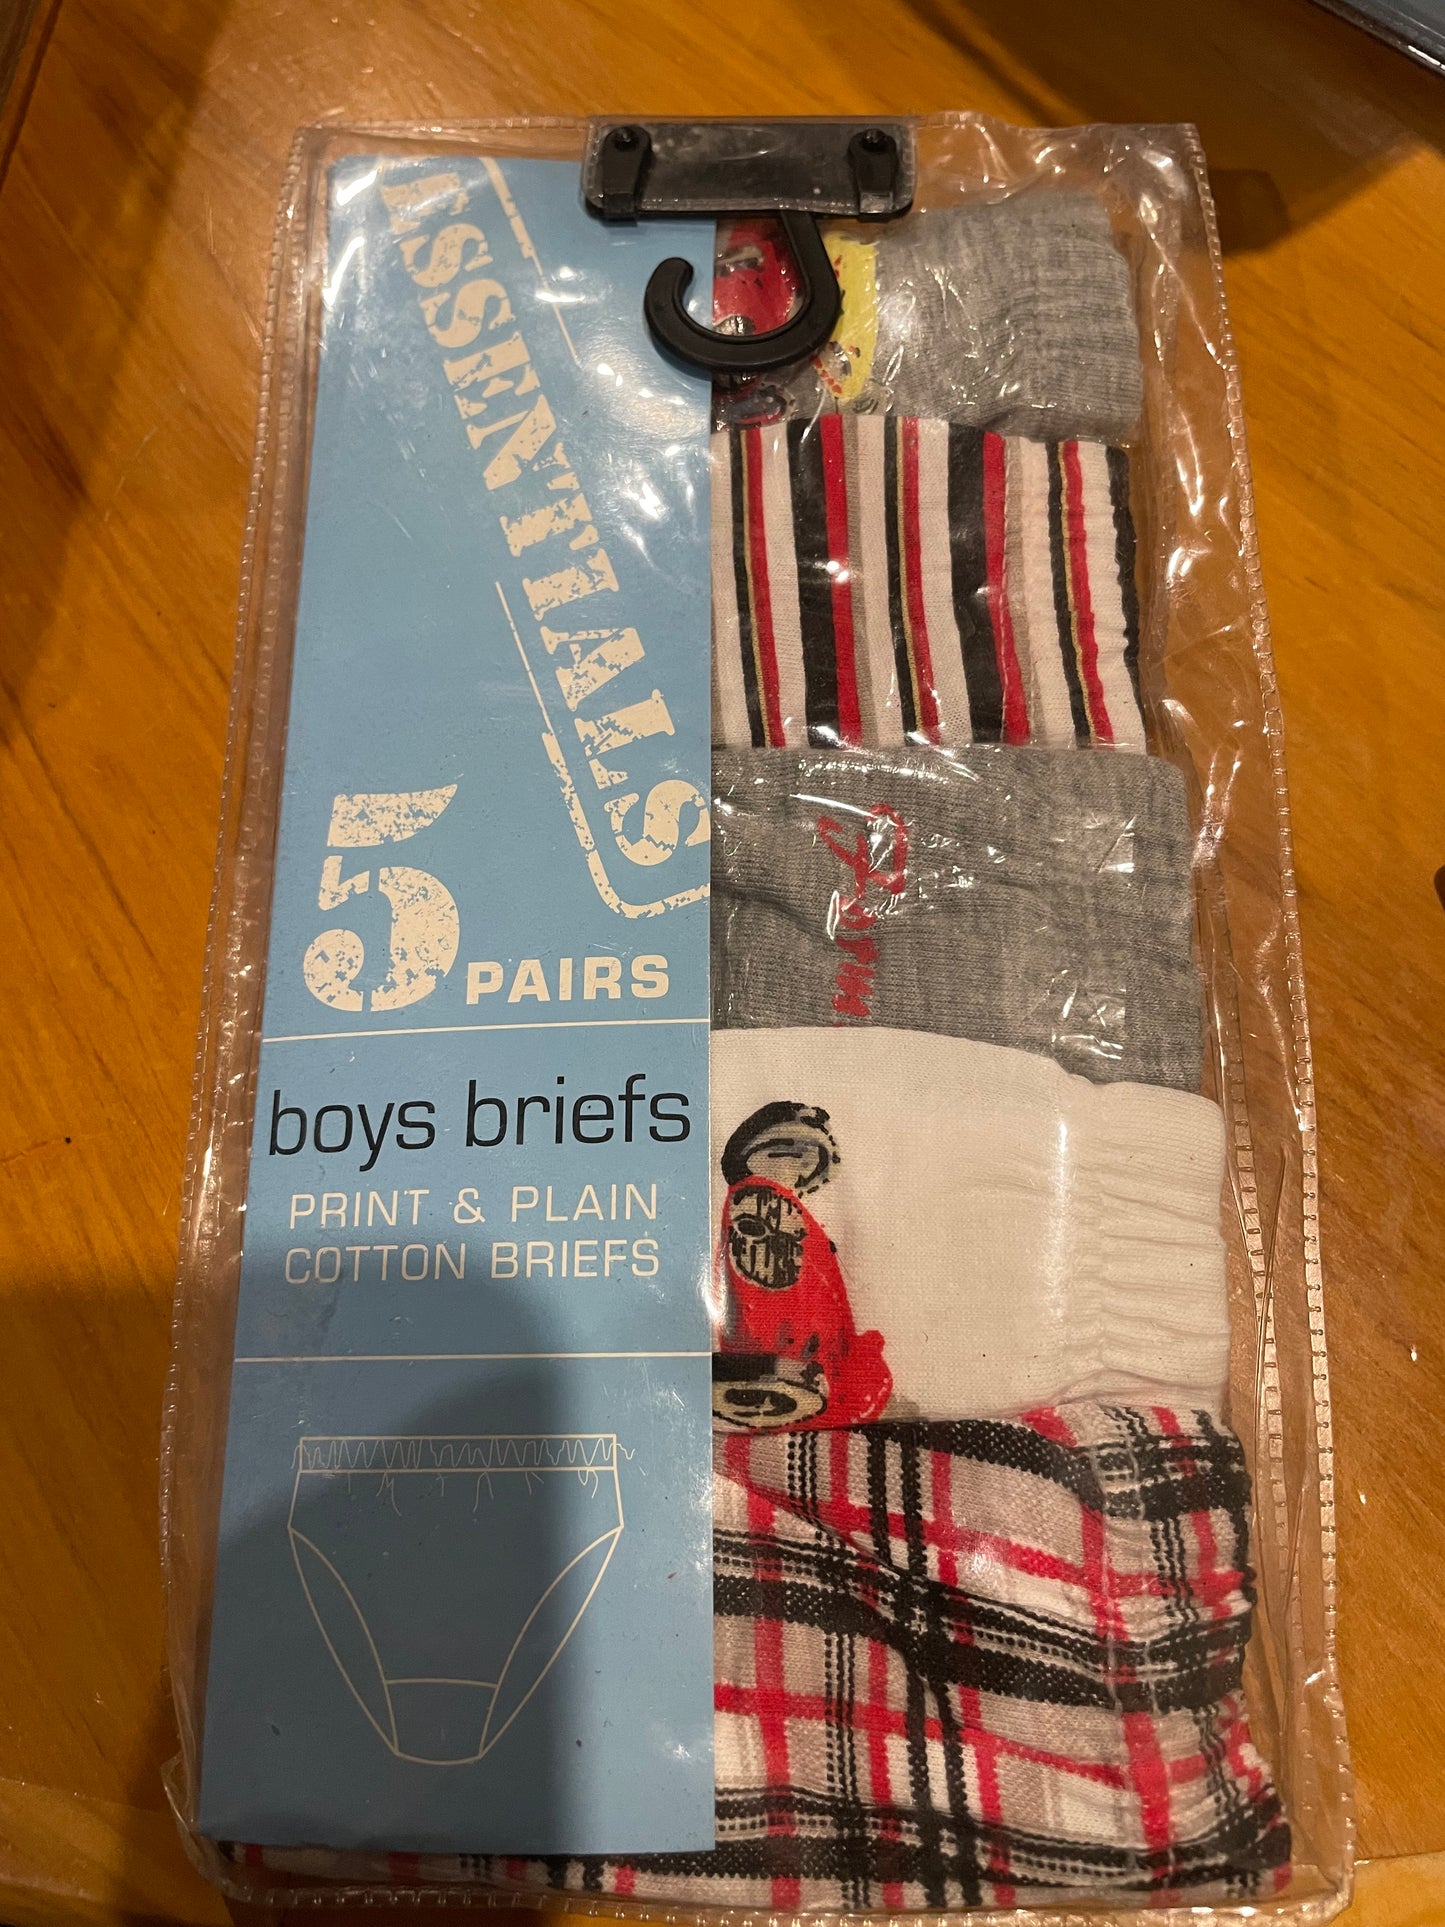 ESSENTIALS
5 PAIRS
boys briefs
PRINT & PLAIN
COTTON BRIEFS